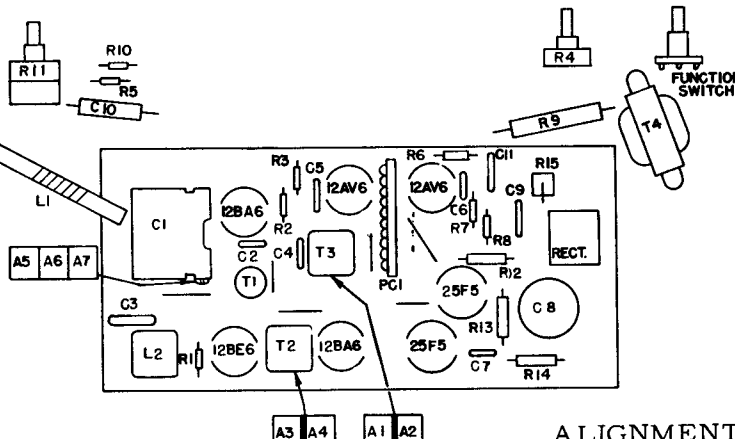 R11
R10
R5
C10
R4
FUNCTION
SWITCH
R9
T4
L1
C1
12BA6
R3
C5
R2
12AV6
R6
12AV6
C11
R15
C6
C9
R7
R8
RECT.
A5 A6 A7
C2
C4
T3
T1
PC1
R12
25F5
C8
C3
L2
R1
12BE6
T2
12BA6
25F5
R13
C7
R14
A3 A4
A1 A2
ALIGNMENT